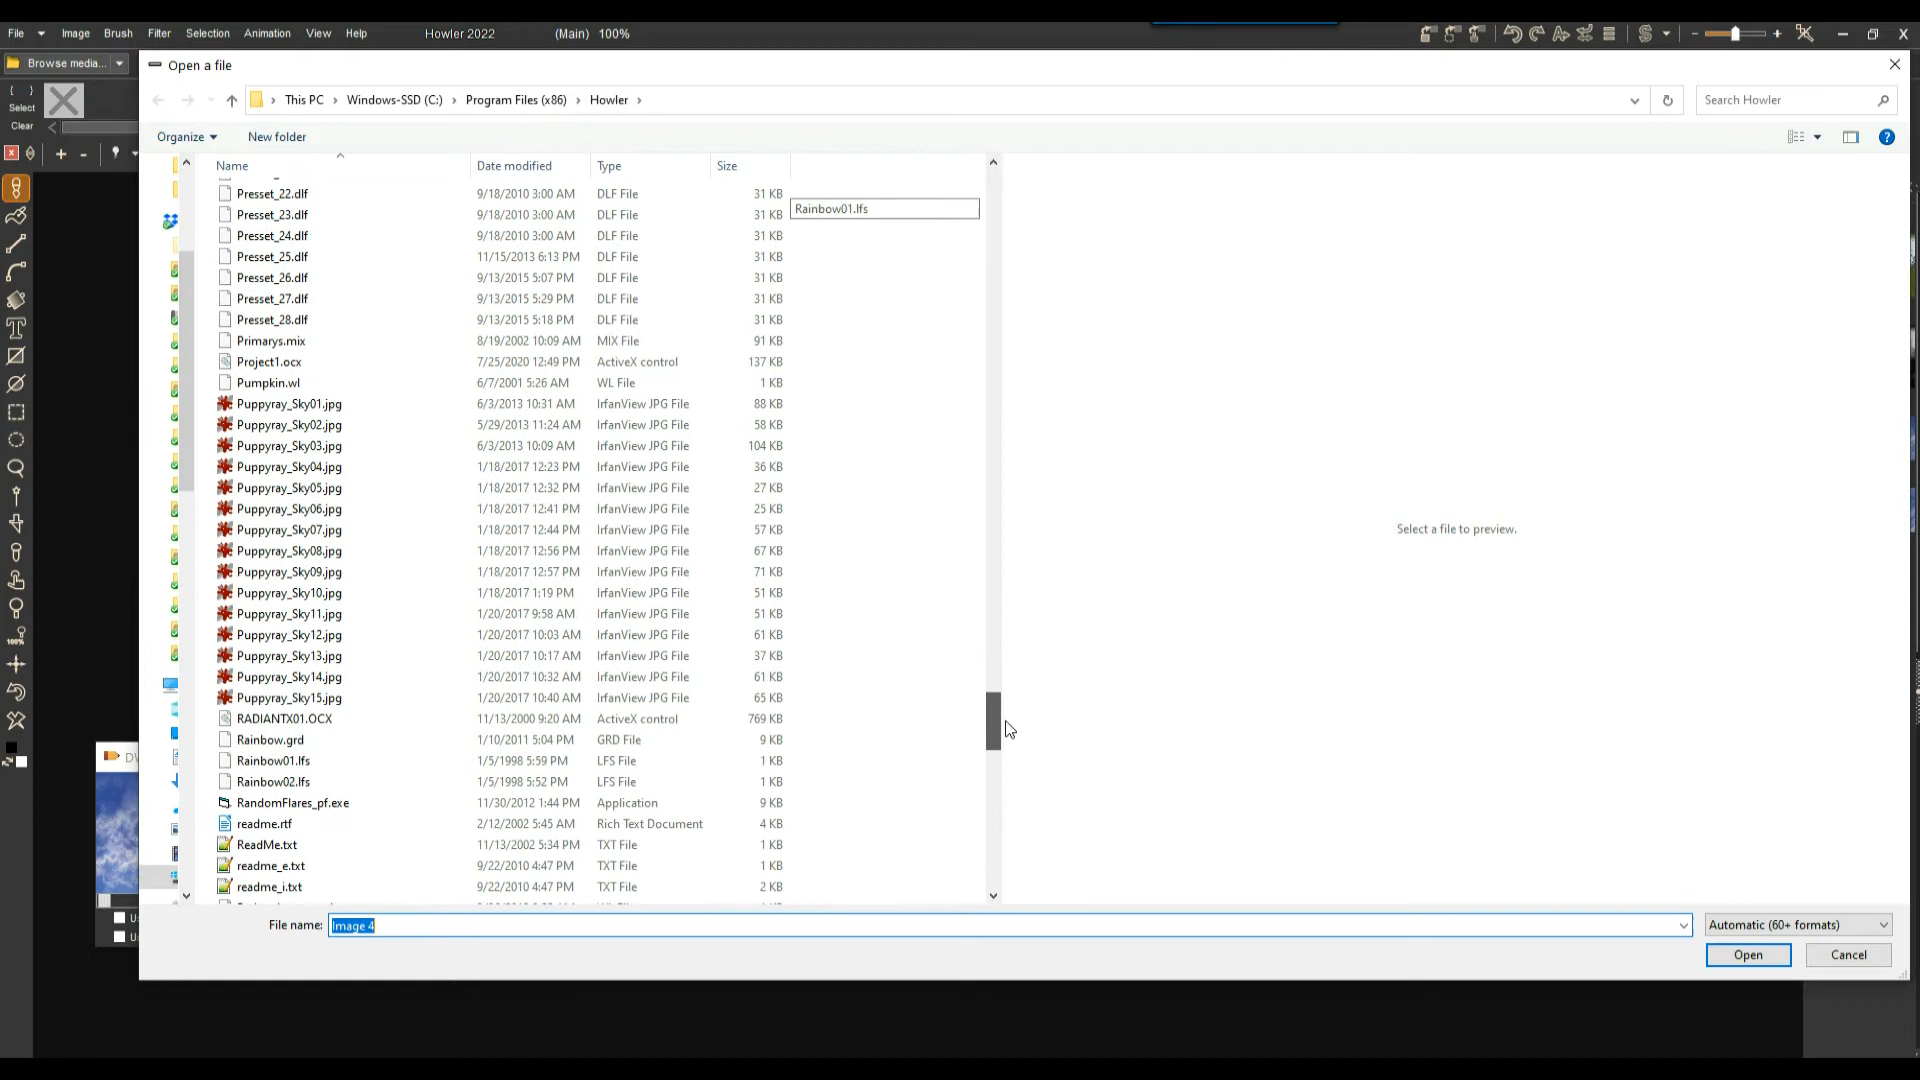 File Image Brush Filter Selection Animation View Help Howler 2022 (Main) 100%
Browse media...
Open a file
This PC > Windows-SSD (C:) > Program Files (x86) > Howler >
Search Howler
Select
Clear
Organize New folder
Name Date modified Type Size
Presset_22.dlf 9/18/2010 3:00 AM DLF File 31 KB
Rainbow01.lfs
Presset_23.dlf 9/18/2010 3:00 AM DLF File 31 KB
Presset_24.dlf 9/18/2010 3:00 AM DLF File 31 KB
Presset_25.dlf 11/15/2013 6:13 PM DLF File 31 KB
Presset_26.dlf 9/13/2015 5:07 PM DLF File 31 KB
Presset_27.dlf 9/13/2015 5:29 PM DLF File 31 KB
Presset_28.dlf 9/13/2015 5:18 PM DLF File 31 KB
Primarys.mix 8/19/2002 10:09 AM MIX File 91 KB
Project1.ocx 7/25/2020 12:49 PM ActiveX control 137 KB
Pumpkin.wl 6/7/2001 5:26 AM WL File 1 KB
Puppyray_Sky01.jpg 6/3/2013 10:31 AM IrfanView JPG File 88 KB
Puppyray_Sky02.jpg 5/29/2013 11:24 AM IrfanView JPG File 58 KB
Puppyray_Sky03.jpg 6/3/2013 10:09 AM IrfanView JPG File 104 KB
Puppyray_Sky04.jpg 1/18/2017 12:23 PM IrfanView JPG File 36 KB
Puppyray_Sky05.jpg 1/18/2017 12:32 PM IrfanView JPG File 27 KB
Puppyray_Sky06.jpg 1/18/2017 12:41 PM IrfanView JPG File 25 KB
Puppyray_Sky07.jpg 1/18/2017 12:44 PM IrfanView JPG File 57 KB
Select a file to preview.
Puppyray_Sky08.jpg 1/18/2017 12:56 PM IrfanView JPG File 67 KB
Puppyray_Sky09.jpg 1/18/2017 12:57 PM IrfanView JPG File 71 KB
Puppyray_Sky10.jpg 1/18/2017 1:19 PM IrfanView JPG File 51 KB
Puppyray_Sky11.jpg 1/20/2017 9:58 AM IrfanView JPG File 51 KB
Puppyray_Sky12.jpg 1/20/2017 10:03 AM IrfanView JPG File 61 KB
Puppyray_Sky13.jpg 1/20/2017 10:17 AM IrfanView JPG File 37 KB
Puppyray_Sky14.jpg 1/20/2017 10:32 AM IrfanView JPG File 61 KB
Puppyray_Sky15.jpg 1/20/2017 10:40 AM IrfanView JPG File 65 KB
RADIANTX01.OCX 11/13/2000 9:20 AM ActiveX control 769 KB
Rainbow.grd 1/10/2011 5:04 PM GRD File 9 KB
Rainbow01.lfs 1/5/1998 5:59 PM LFS File 1 KB
Rainbow02.lfs 1/5/1998 5:52 PM LFS File 1 KB
RandomFlares_pf.exe 11/30/2012 1:44 PM Application 9 KB
readme.rtf 2/12/2002 5:45 AM Rich Text Document 4 KB
ReadMe.txt 11/13/2002 5:34 PM TXT File 1 KB
readme_e.txt 9/22/2010 4:47 PM TXT File 1 KB
readme_i.txt 9/22/2010 4:47 PM TXT File 2 KB
File name: Image 4
Automatic (60+ formats)
Open Cancel